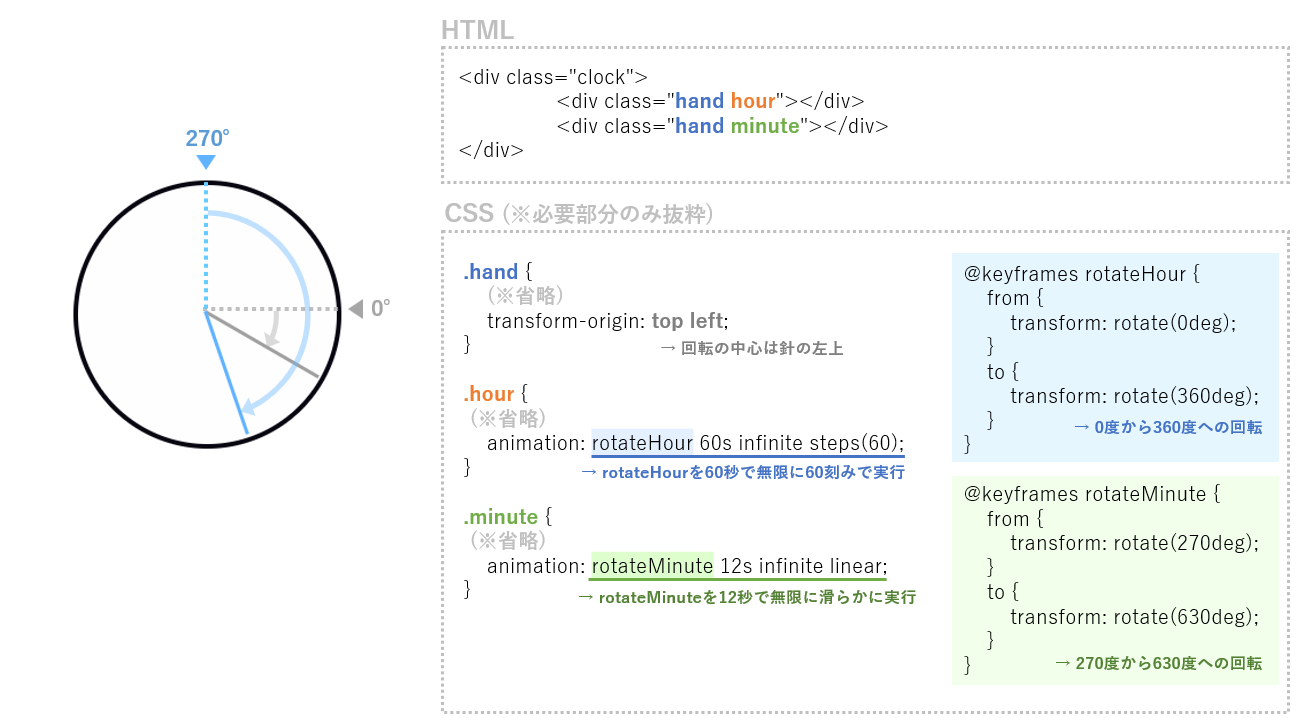 270°
0°
HTML
<div class="clock">
<div class="hand hour"></div>
<div class="hand minute"></div>
</div>
CSS (※必要部分のみ抜粋)
.hand {
(※省略)
transform-origin: top left;
}
→ 回転の中心は針の左上
.hour {
(※省略)
animation: rotateHour 60s infinite steps(60);
}
→ rotateHourを60秒で無限に60刻みで実行
.minute {
(※省略)
animation: rotateMinute 12s infinite linear;
}
→ rotateMinuteを12秒で無限に滑らかに実行
@keyframes rotateHour {
from {
transform: rotate(0deg);
}
to {
transform: rotate(360deg);
}
→ 0度から360度への回転
}
@keyframes rotateMinute {
from {
transform: rotate(270deg);
}
to {
transform: rotate(630deg);
}
→ 270度から630度への回転
}